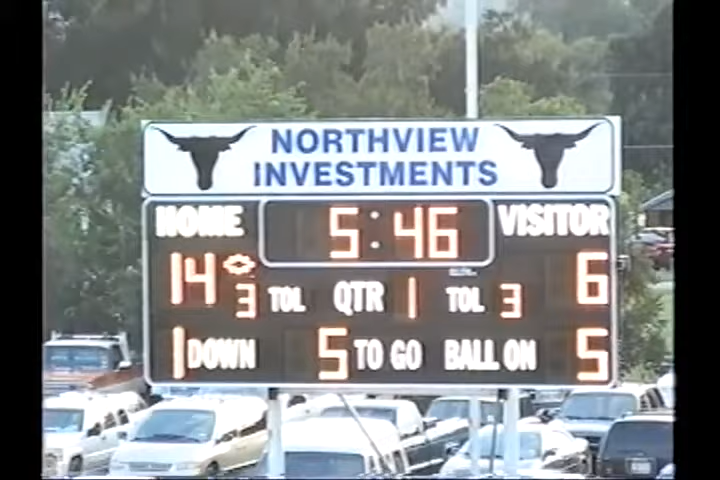 NORTHVIEW
INVESTMENTS
HOME 5:46 VISITOR
14 3 TOL QTR 1 TOL 3 6
1 DOWN 5 TO GO BALL ON 5